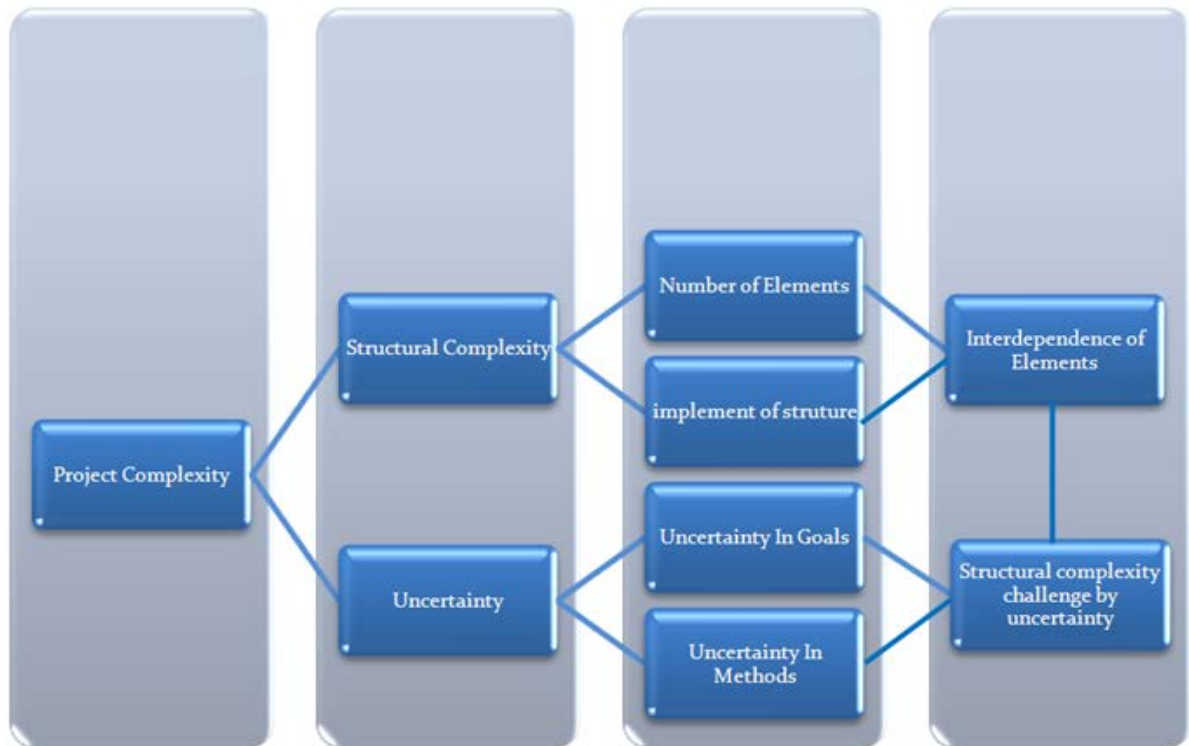 Project Complexity
Structural Complexity
Uncertainty
Number of Elements
implement of struture
Uncertainty In Goals
Uncertainty In
Methods
Interdependence of
Elements
Structural complexity
challenge by
uncertainty